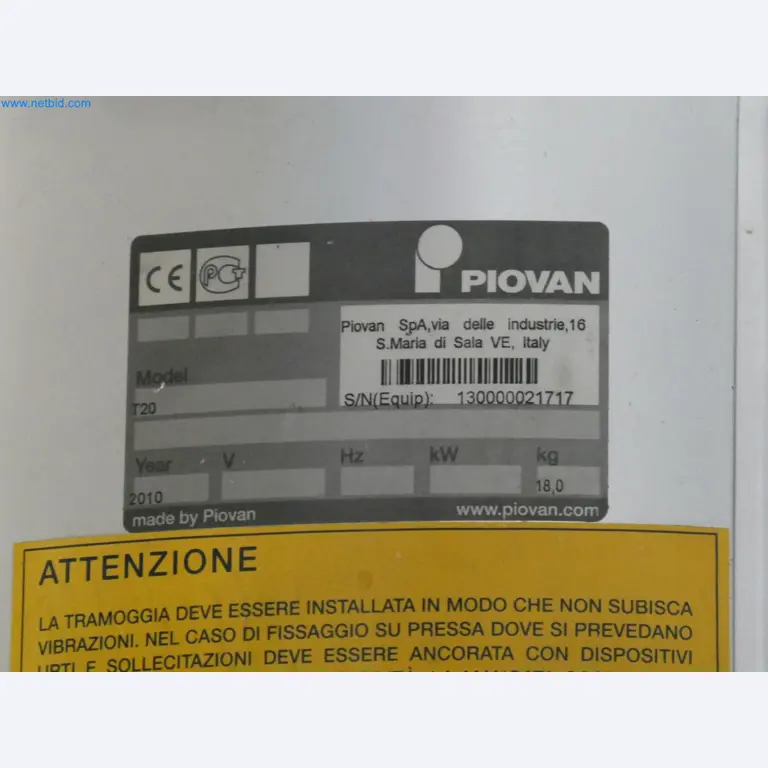 www.netbid.com
CE PCT
PIOVAN
Piovan SpA,via delle industrie,16
S.Maria di Sala VE, Italy
Model
T20
S/N(Equip): 130000021717
Year V Hz kW kg
2010 18,0
made by Piovan www.piovan.com
ATTENZIONE
LA TRAMOGGIA DEVE ESSERE INSTALLATA IN MODO CHE NON SUBISCA
VIBRAZIONI. NEL CASO DI FISSAGGIO SU PRESSA DOVE SI PREVEDANO
URTI E SOLLECITAZIONI DEVE ESSERE ANCORATA CON DISPOSITIVI